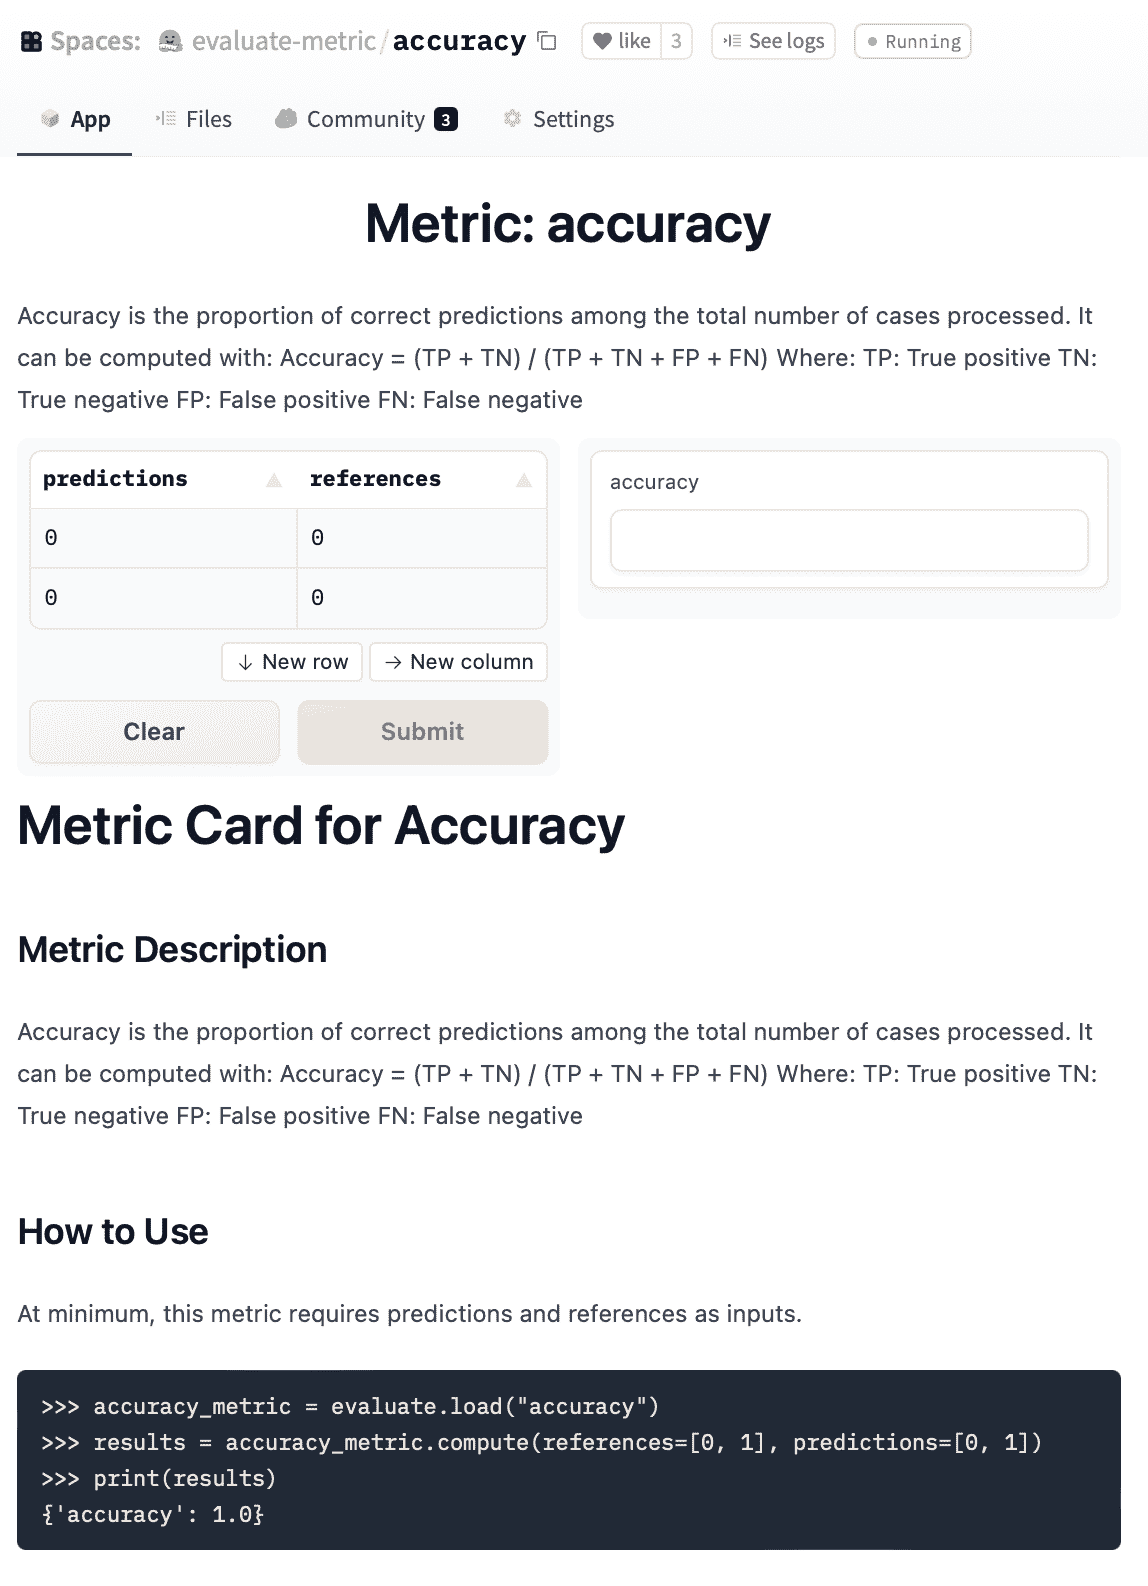 Spaces: evaluate-metric/accuracy like 3 See logs Running
App Files Community 3 Settings
Metric: accuracy
Accuracy is the proportion of correct predictions among the total number of cases processed. It
can be computed with: Accuracy = (TP + TN) / (TP + TN + FP + FN) Where: TP: True positive TN:
True negative FP: False positive FN: False negative
predictions references
0 0
0 0
New row New column
Clear Submit
accuracy
Metric Card for Accuracy
Metric Description
Accuracy is the proportion of correct predictions among the total number of cases processed. It
can be computed with: Accuracy = (TP + TN) / (TP + TN + FP + FN) Where: TP: True positive TN:
True negative FP: False positive FN: False negative
How to Use
At minimum, this metric requires predictions and references as inputs.
>>> accuracy_metric = evaluate.load("accuracy")
>>> results = accuracy_metric.compute(references=[0, 1], predictions=[0, 1])
>>> print(results)
{'accuracy': 1.0}